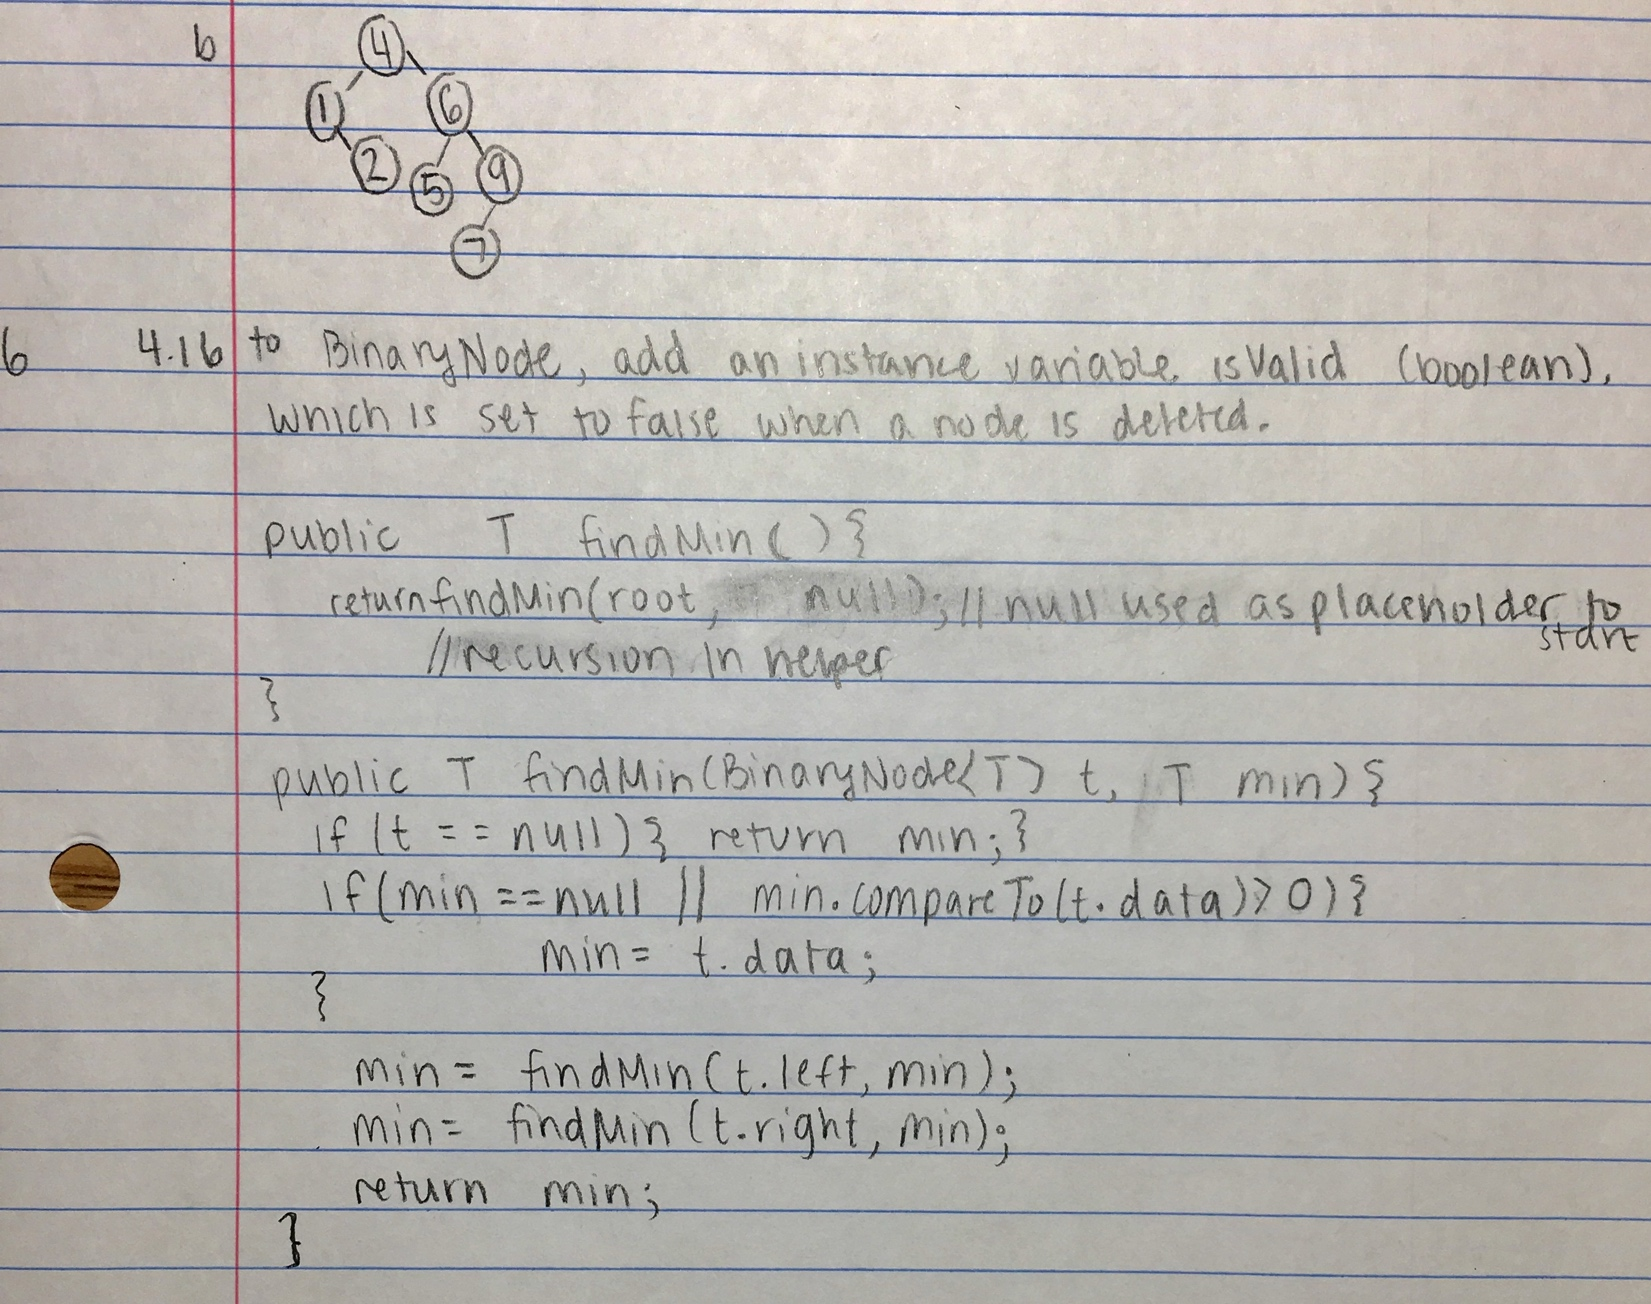 b
4
1 6
2 5 9
7
6 4.16 to BinaryNode, add an instance variable isValid (boolean),
which is set to false when a node is deleted.
public T findMin(){
return findMin(root, null); // null used as placeholder to
start
// recursion in helper
}
public T findMin(BinaryNode<T> t, T min){
if (t == null) { return min; }
if (min == null || min.compareTo(t.data) > 0){
min = t.data;
}
min = findMin(t.left, min);
min = findMin(t.right, min);
return min;
}